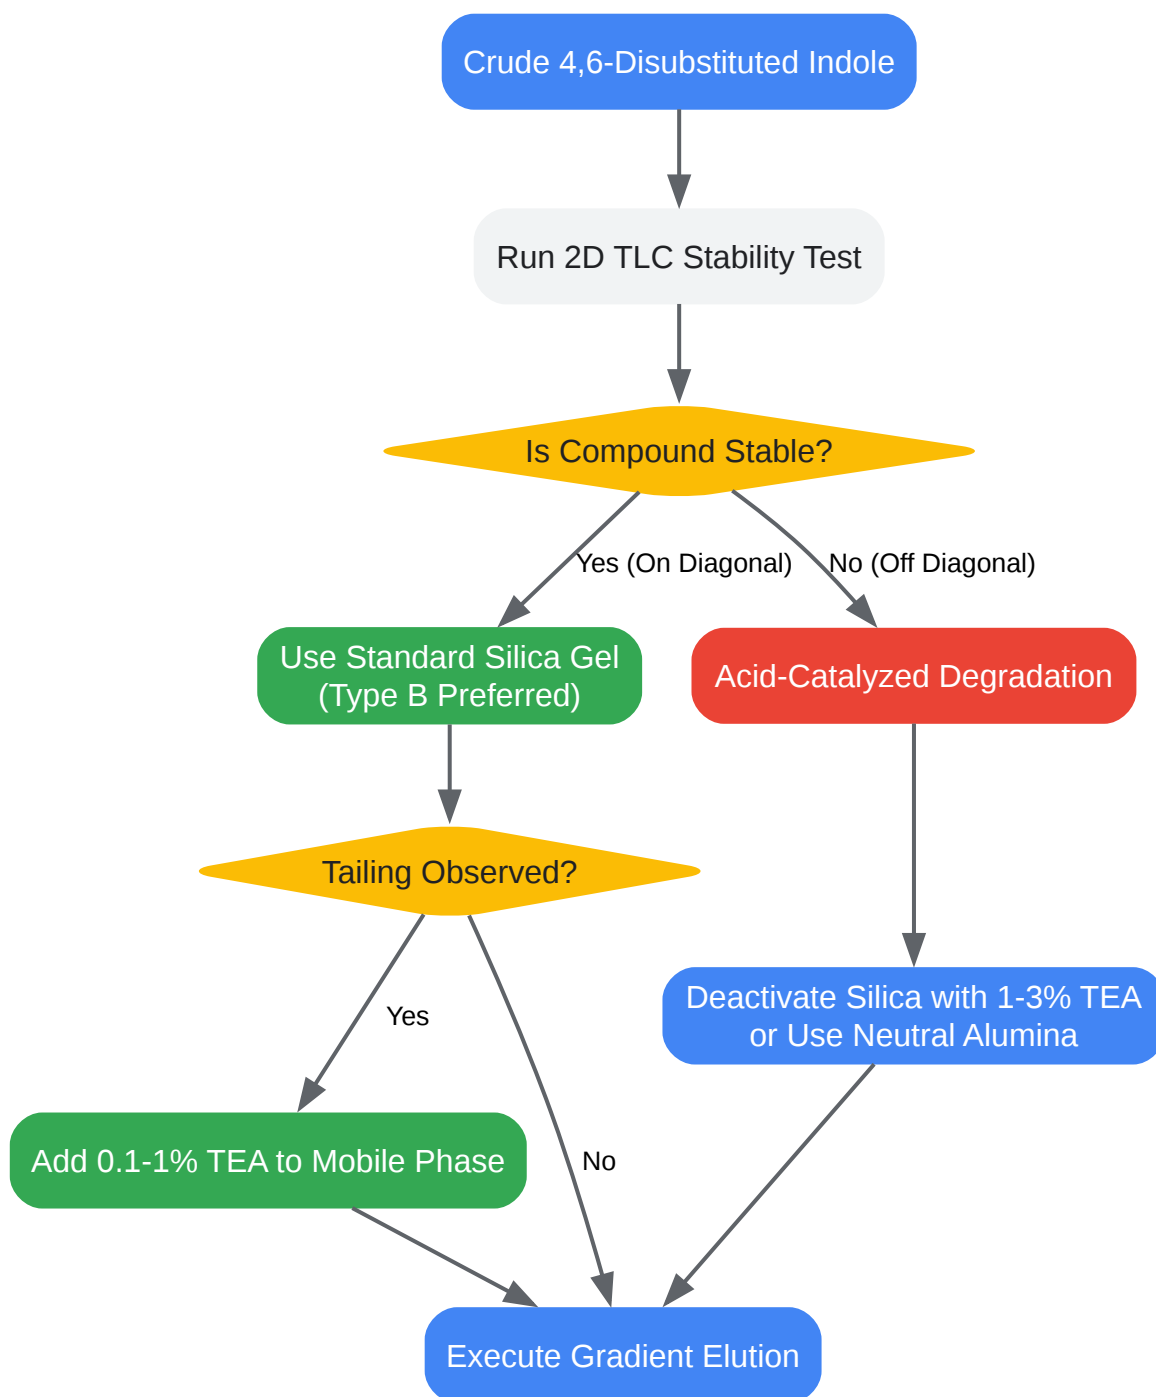 Crude 4,6-Disubstituted Indole
Run 2D TLC Stability Test
Is Compound Stable?
Yes (On Diagonal)
No (Off Diagonal)
Use Standard Silica Gel
(Type B Preferred)
Acid-Catalyzed Degradation
Tailing Observed?
Deactivate Silica with 1-3% TEA
or Use Neutral Alumina
Yes
Add 0.1-1% TEA to Mobile Phase
No
Execute Gradient Elution